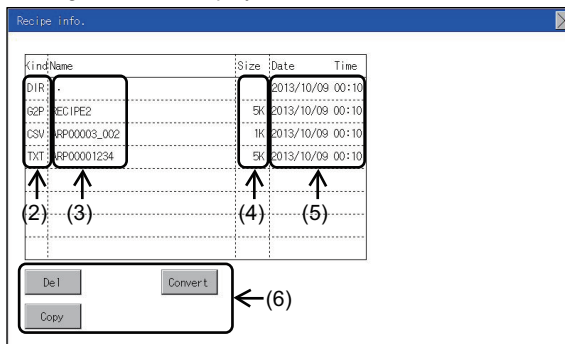 Recipe info.
Kind Name Size Date Time
DIR . 2013/10/09 00:10
G2P RECIPE2 5K 2013/10/09 00:10
CSV ARP00003_002 1K 2013/10/09 00:10
TXT ARP00001234 5K 2013/10/09 00:10
(2) (3) (4) (5)
Del Convert
(6)
Copy